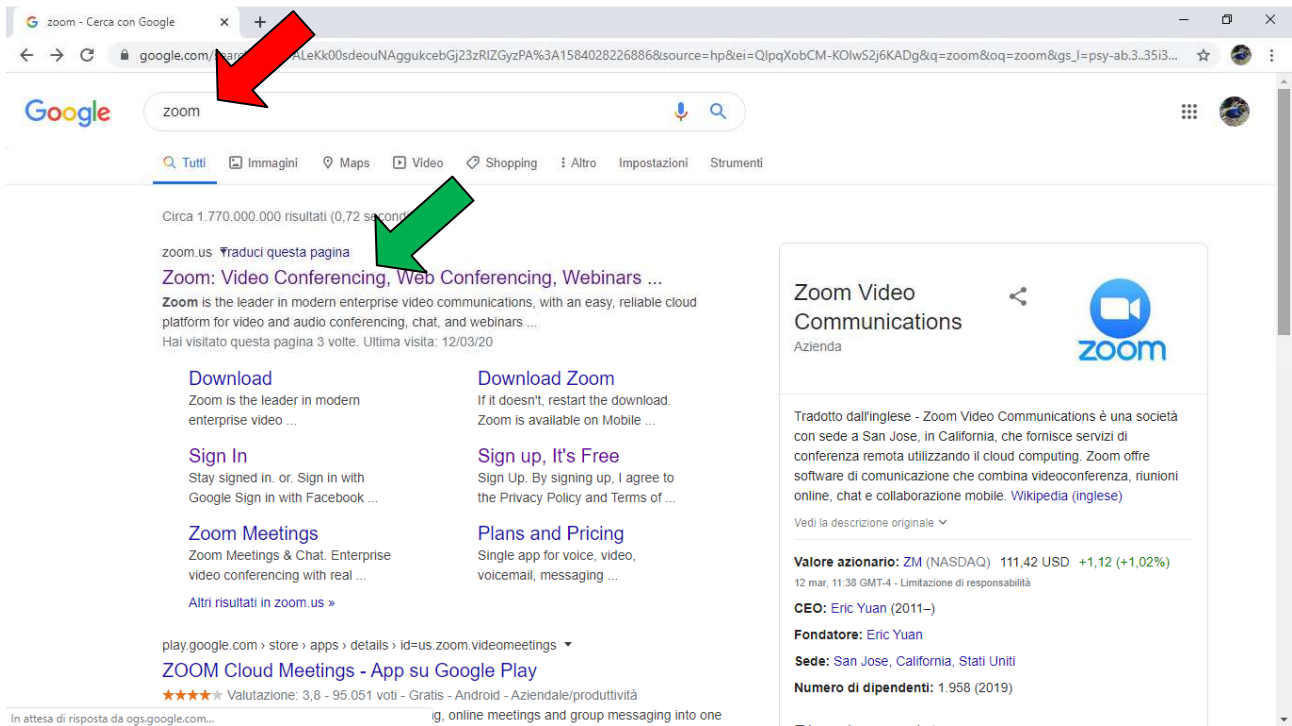 zoom - Cerca con Google
google.com/ ALeKk00sdeouNAggukcebGj23zRIZGyzPA%3A1584028226886&source=hp&ei=QlpqXobCM-KOlwS2j6KADg&q=zoom&oq=zoom&gs_l=psy-ab.3..35i3...
Google
zoom
Tutti Immagini Maps Video Shopping Altro Impostazioni Strumenti
Circa 1.770.000.000 risultati (0,72
zoom.us Traduci questa pagina
Zoom: Video Conferencing, Web Conferencing, Webinars ...
Zoom is the leader in modern enterprise video communications, with an easy, reliable cloud
platform for video and audio conferencing, chat, and webinars ...
Hai visitato questa pagina 3 volte. Ultima visita: 12/03/20
Download
Zoom is the leader in modern
enterprise video ...
Download Zoom
If it doesn't, restart the download.
Zoom is available on Mobile ...
Sign In
Stay signed in. or. Sign in with
Google Sign in with Facebook ...
Sign up, It's Free
Sign Up. By signing up, I agree to
the Privacy Policy and Terms of ...
Zoom Meetings
Zoom Meetings & Chat. Enterprise
video conferencing with real ...
Plans and Pricing
Single app for voice, video,
voicemail, messaging ...
Altri risultati in zoom.us »
play.google.com › store › apps › details › id=us.zoom.videomeetings
ZOOM Cloud Meetings - App su Google Play
Valutazione: 3,8 - 95.051 voti - Gratis - Android - Aziendale/produttività
online meetings and group messaging into one
In attesa di risposta da ogs.google.com...
Zoom Video
Communications
Azienda
zoom
Tradotto dall'inglese - Zoom Video Communications è una società
con sede a San Jose, in California, che fornisce servizi di
conferenza remota utilizzando il cloud computing. Zoom offre
software di comunicazione che combina videoconferenza, riunioni
online, chat e collaborazione mobile. Wikipedia (inglese)
Vedi la descrizione originale
Valore azionario: ZM (NASDAQ) 111,42 USD +1,12 (+1,02%)
12 mar, 11:38 GMT-4 - Limitazione di responsabilità
CEO: Eric Yuan (2011–)
Fondatore: Eric Yuan
Sede: San Jose, California, Stati Uniti
Numero di dipendenti: 1.958 (2019)